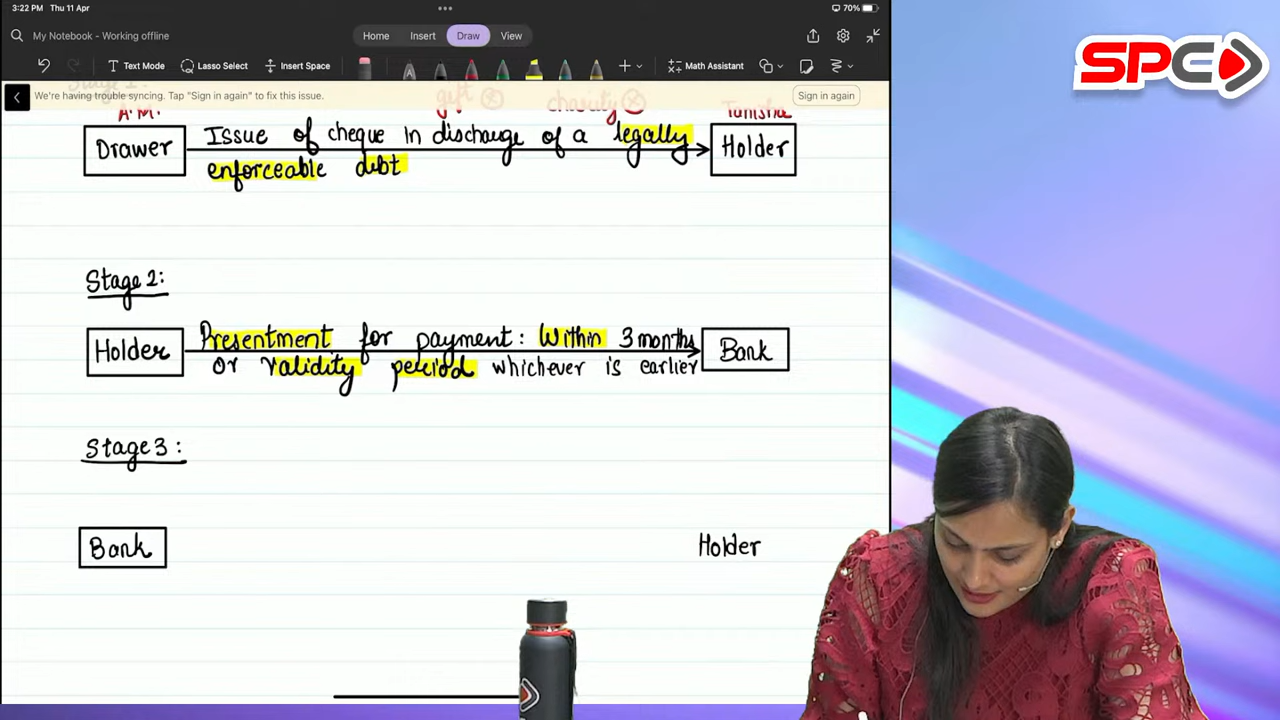 3:22 PM Thu 11 Apr
70%
My Notebook - Working offline
Home Insert Draw View
Text Mode Lasso Select Insert Space Math Assistant
We're having trouble syncing. Tap "Sign in again" to fix this issue. Sign in again
SPC
gift charity
A.M. Tanisha
Drawer Issue of cheque in discharge of a legally Holder
enforceable debt
Stage 2:
Holder Presentment for payment: Within 3 months Bank
or validity period whichever is earlier
Stage 3:
Bank Holder